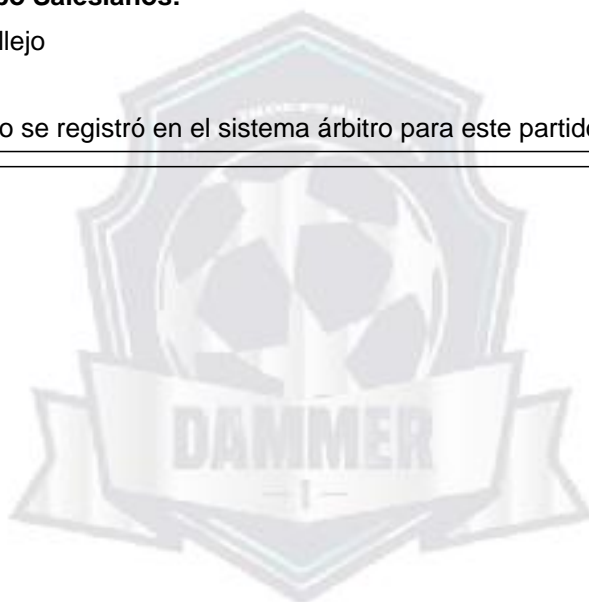 po Salesianos:
llejo
o se registró en el sistema árbitro para este partido
DAMMER